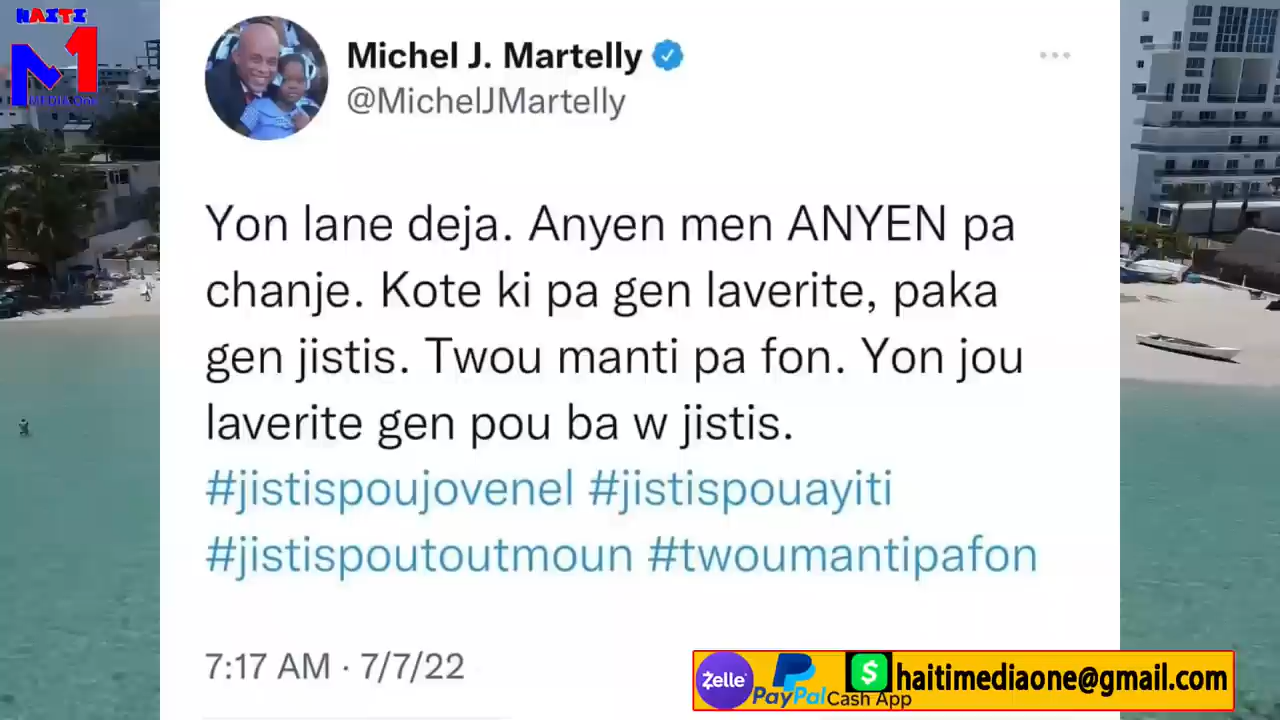 HAITI
M1
MEDIA One
Michel J. Martelly
@MichelJMartelly
Yon lane deja. Anyen men ANYEN pa
chanje. Kote ki pa gen laverite, paka
gen jistis. Twou manti pa fon. Yon jou
laverite gen pou ba w jistis.
#jistispoujovenel #jistispouayiti
#jistispoutoutmoun #twoumantipafon
7:17 AM · 7/7/22
Zelle PayPal $ Cash App haitimediaone@gmail.com